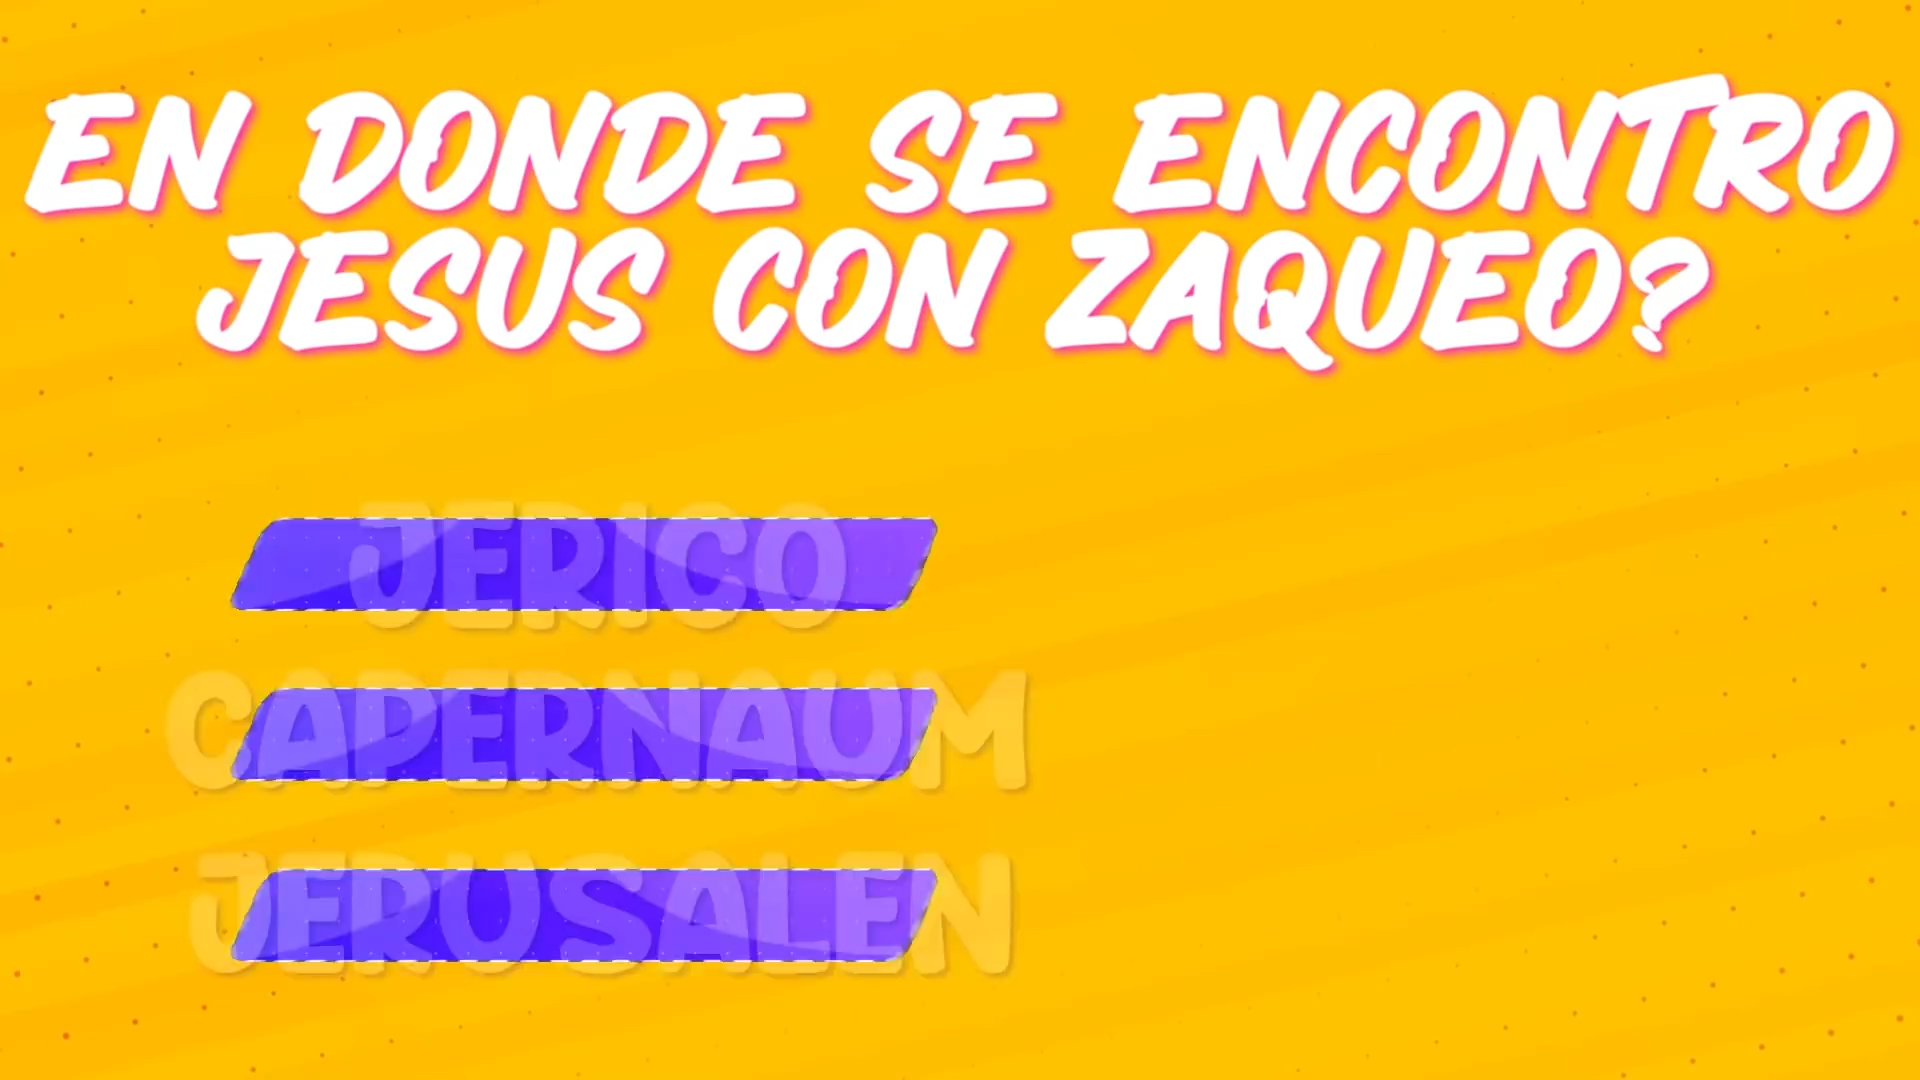 EN DONDE SE ENCONTRO
JESUS CON ZAQUEO?
JERICO
CAPERNAUM
JERUSALEN